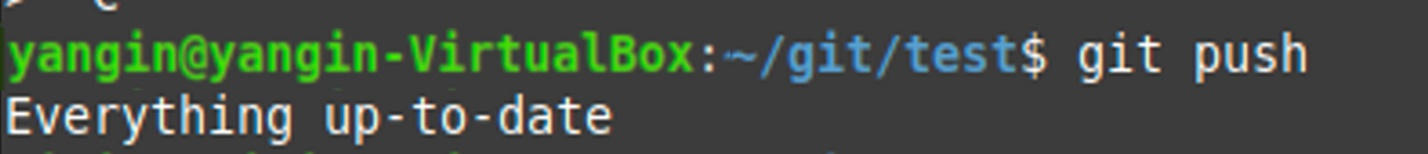 yangin@yangin-VirtualBox:~/git/test$ git push
Everything up-to-date